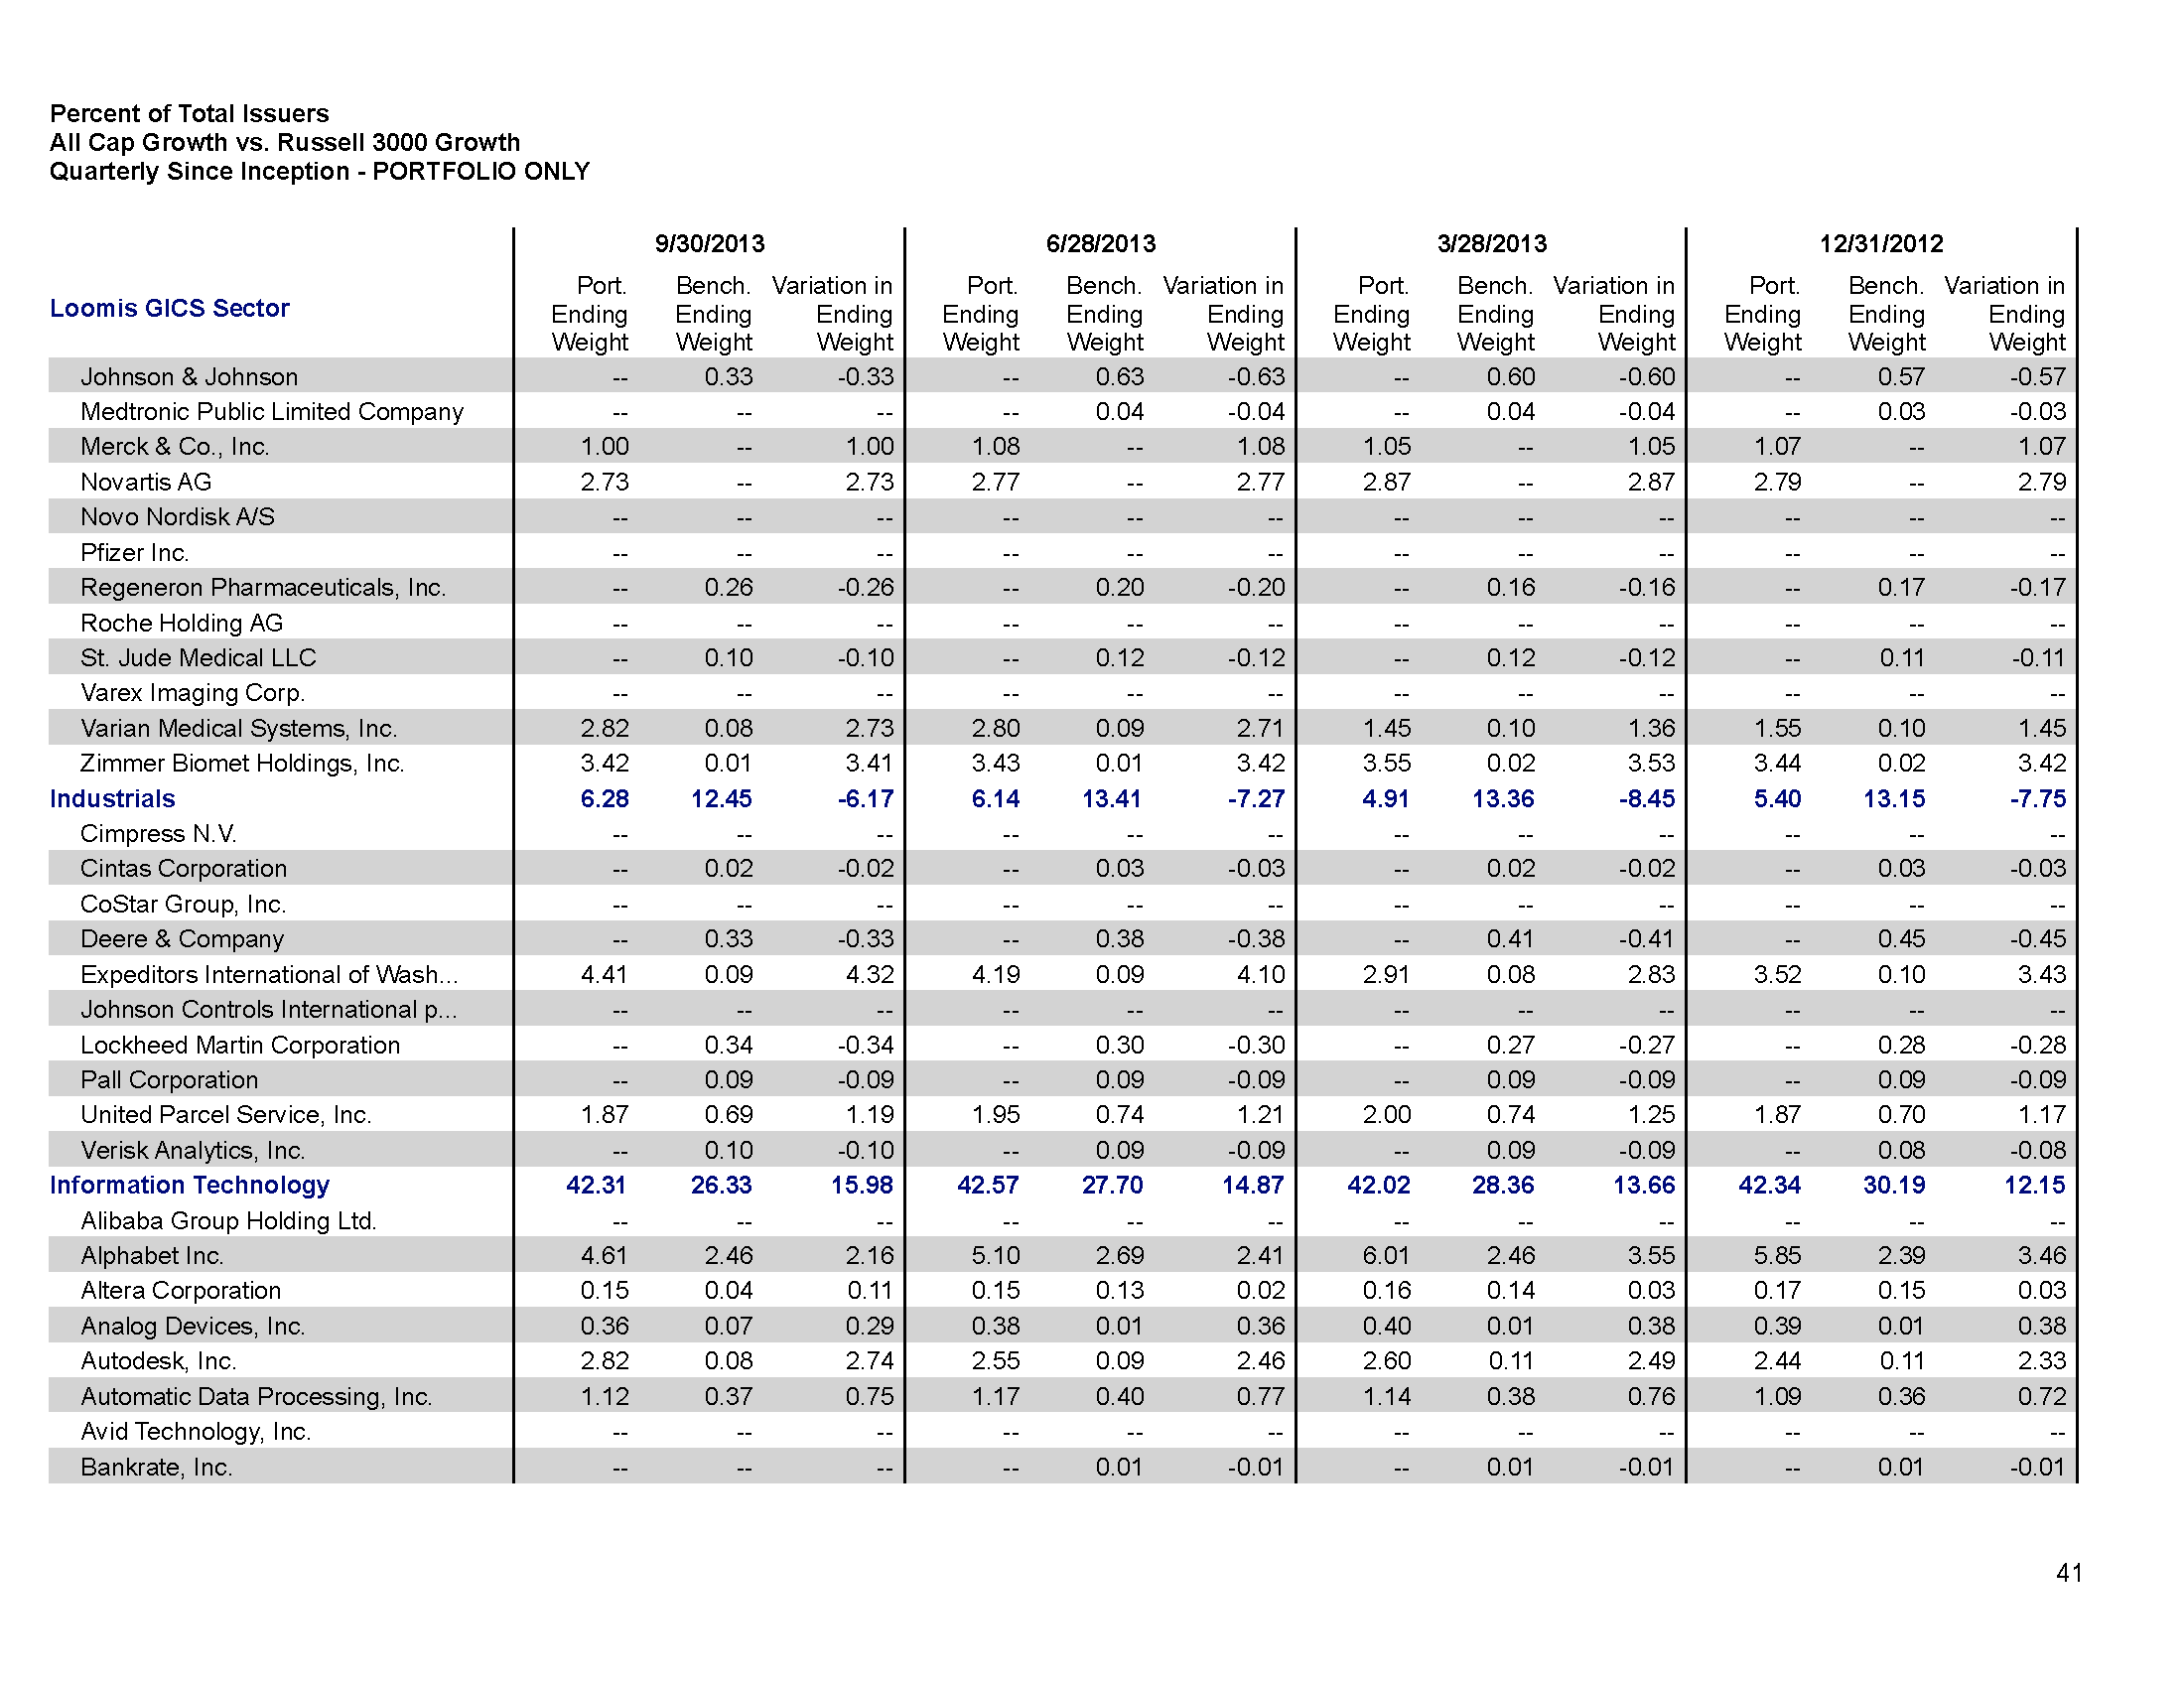 Percent of Total Issuers
All Cap Growth vs. Russell 3000 Growth
Quarterly Since Inception - PORTFOLIO ONLY
9/30/2013 6/28/2013 3/28/2013 12/31/2012
Loomis GICS Sector
Port. Bench. Variation in Port. Bench. Variation in Port. Bench. Variation in Port. Bench. Variation in
Ending Ending Ending Ending Ending Ending Ending Ending Ending Ending Ending Ending
Weight Weight Weight Weight Weight Weight Weight Weight Weight Weight Weight Weight
Johnson & Johnson -- 0.33 -0.33 -- 0.63 -0.63 -- 0.60 -0.60 -- 0.57 -0.57
Medtronic Public Limited Company -- -- -- -- 0.04 -0.04 -- 0.04 -0.04 -- 0.03 -0.03
Merck & Co., Inc. 1.00 -- 1.00 1.08 -- 1.08 1.05 -- 1.05 1.07 -- 1.07
Novartis AG 2.73 -- 2.73 2.77 -- 2.77 2.87 -- 2.87 2.79 -- 2.79
Novo Nordisk A/S -- -- -- -- -- -- -- -- -- -- -- --
Pfizer Inc. -- -- -- -- -- -- -- -- -- -- -- --
Regeneron Pharmaceuticals, Inc. -- 0.26 -0.26 -- 0.20 -0.20 -- 0.16 -0.16 -- 0.17 -0.17
Roche Holding AG -- -- -- -- -- -- -- -- -- -- -- --
St. Jude Medical LLC -- 0.10 -0.10 -- 0.12 -0.12 -- 0.12 -0.12 -- 0.11 -0.11
Varex Imaging Corp. -- -- -- -- -- -- -- -- -- -- -- --
Varian Medical Systems, Inc. 2.82 0.08 2.73 2.80 0.09 2.71 1.45 0.10 1.36 1.55 0.10 1.45
Zimmer Biomet Holdings, Inc. 3.42 0.01 3.41 3.43 0.01 3.42 3.55 0.02 3.53 3.44 0.02 3.42
Industrials 6.28 12.45 -6.17 6.14 13.41 -7.27 4.91 13.36 -8.45 5.40 13.15 -7.75
Cimpress N.V. -- -- -- -- -- -- -- -- -- -- -- --
Cintas Corporation -- 0.02 -0.02 -- 0.03 -0.03 -- 0.02 -0.02 -- 0.03 -0.03
CoStar Group, Inc. -- -- -- -- -- -- -- -- -- -- -- --
Deere & Company -- 0.33 -0.33 -- 0.38 -0.38 -- 0.41 -0.41 -- 0.45 -0.45
Expeditors International of Wash... 4.41 0.09 4.32 4.19 0.09 4.10 2.91 0.08 2.83 3.52 0.10 3.43
Johnson Controls International p... -- -- -- -- -- -- -- -- -- -- -- --
Lockheed Martin Corporation -- 0.34 -0.34 -- 0.30 -0.30 -- 0.27 -0.27 -- 0.28 -0.28
Pall Corporation -- 0.09 -0.09 -- 0.09 -0.09 -- 0.09 -0.09 -- 0.09 -0.09
United Parcel Service, Inc. 1.87 0.69 1.19 1.95 0.74 1.21 2.00 0.74 1.25 1.87 0.70 1.17
Verisk Analytics, Inc. -- 0.10 -0.10 -- 0.09 -0.09 -- 0.09 -0.09 -- 0.08 -0.08
Information Technology 42.31 26.33 15.98 42.57 27.70 14.87 42.02 28.36 13.66 42.34 30.19 12.15
Alibaba Group Holding Ltd. -- -- -- -- -- -- -- -- -- -- -- --
Alphabet Inc. 4.61 2.46 2.16 5.10 2.69 2.41 6.01 2.46 3.55 5.85 2.39 3.46
Altera Corporation 0.15 0.04 0.11 0.15 0.13 0.02 0.16 0.14 0.03 0.17 0.15 0.03
Analog Devices, Inc. 0.36 0.07 0.29 0.38 0.01 0.36 0.40 0.01 0.38 0.39 0.01 0.38
Autodesk, Inc. 2.82 0.08 2.74 2.55 0.09 2.46 2.60 0.11 2.49 2.44 0.11 2.33
Automatic Data Processing, Inc. 1.12 0.37 0.75 1.17 0.40 0.77 1.14 0.38 0.76 1.09 0.36 0.72
Avid Technology, Inc. -- -- -- -- -- -- -- -- -- -- -- --
Bankrate, Inc. -- -- -- -- 0.01 -0.01 -- 0.01 -0.01 -- 0.01 -0.01
41